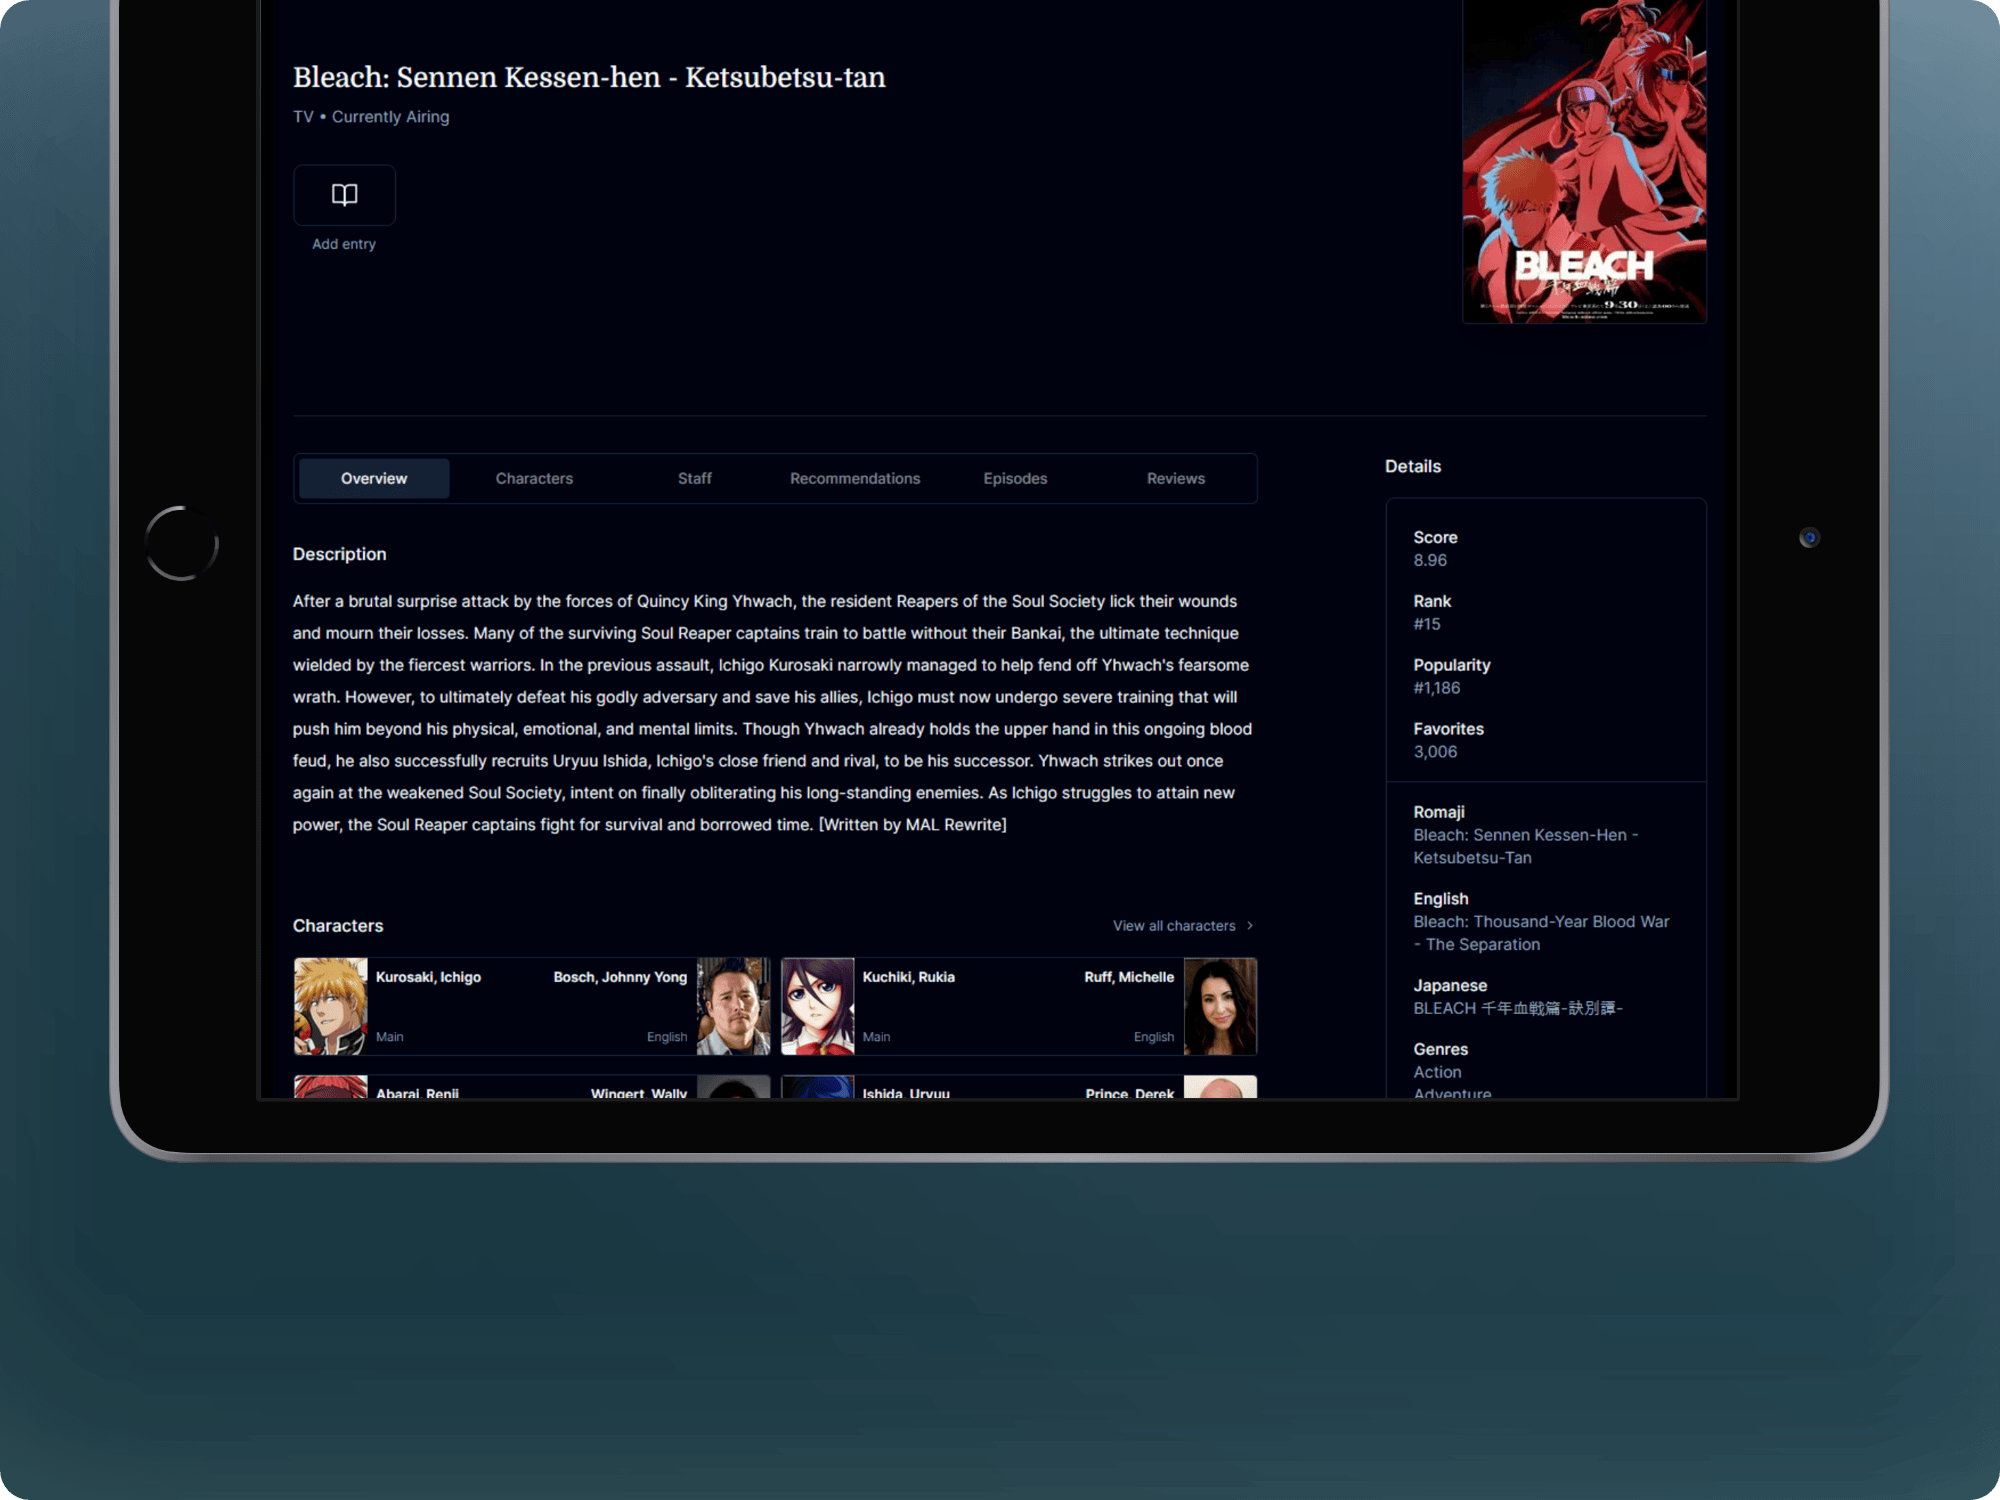 Bleach: Sennen Kessen-hen - Ketsubetsu-tan
TV • Currently Airing
Add entry
BLEACH
千年血戦篇
9.30
Overview
Characters
Staff
Recommendations
Episodes
Reviews
Description
After a brutal surprise attack by the forces of Quincy King Yhwach, the resident Reapers of the Soul Society lick their wounds
and mourn their losses. Many of the surviving Soul Reaper captains train to battle without their Bankai, the ultimate technique
wielded by the fiercest warriors. In the previous assault, Ichigo Kurosaki narrowly managed to help fend off Yhwach's fearsome
wrath. However, to ultimately defeat his godly adversary and save his allies, Ichigo must now undergo severe training that will
push him beyond his physical, emotional, and mental limits. Though Yhwach already holds the upper hand in this ongoing blood
feud, he also successfully recruits Uryuu Ishida, Ichigo's close friend and rival, to be his successor. Yhwach strikes out once
again at the weakened Soul Society, intent on finally obliterating his long-standing enemies. As Ichigo struggles to attain new
power, the Soul Reaper captains fight for survival and borrowed time. [Written by MAL Rewrite]
Characters
View all characters
Kurosaki, Ichigo
Bosch, Johnny Yong
Main
English
Kuchiki, Rukia
Ruff, Michelle
Main
English
Abarai, Renji
Wingert, Wally
Ishida, Uryuu
Prince, Derek
Details
Score
8.96
Rank
#15
Popularity
#1,186
Favorites
3,006
Romaji
Bleach: Sennen Kessen-Hen -
Ketsubetsu-Tan
English
Bleach: Thousand-Year Blood War
- The Separation
Japanese
BLEACH 千年血戦篇-訣別譚-
Genres
Action
Adventure